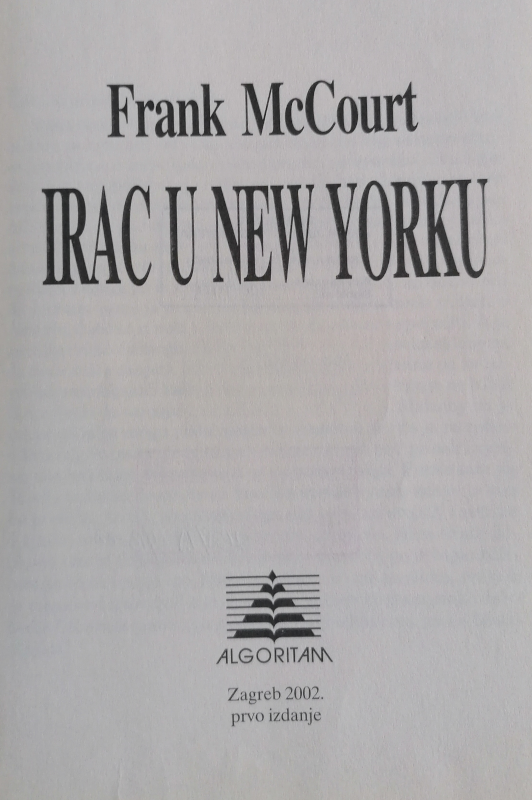 Frank McCourt
IRAC U NEW YORKU
ALGORITAM
Zagreb 2002.
prvo izdanje